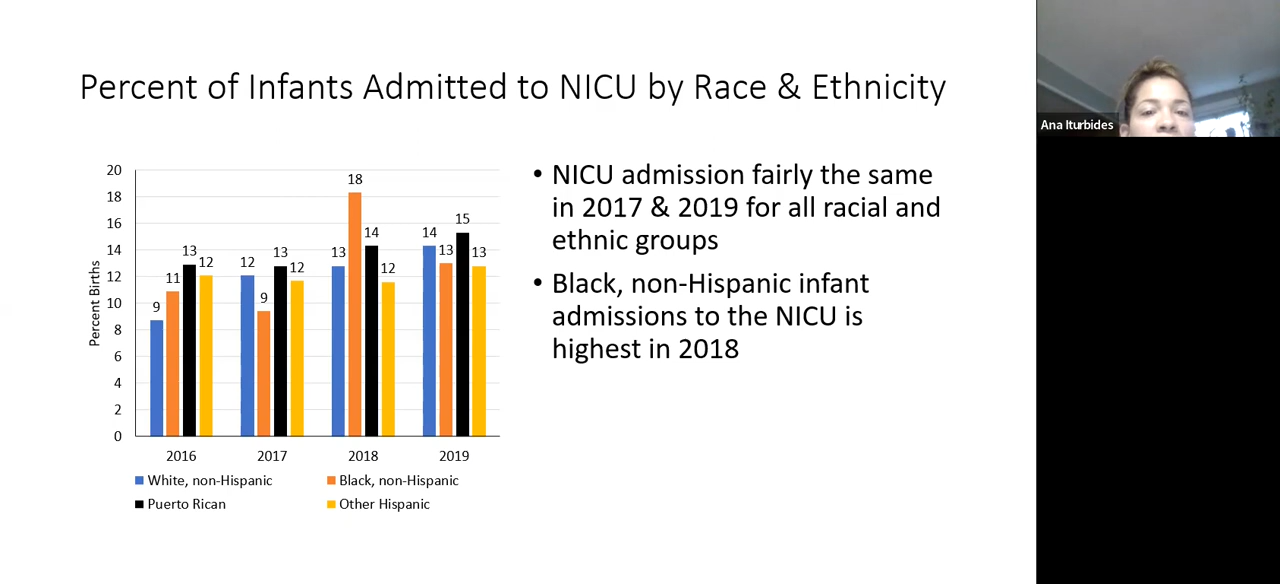 Percent of Infants Admitted to NICU by Race & Ethnicity
Ana Iturbides
Percent Births
20
18
16
14
12
10
8
6
4
2
0
9
11
13
12
12
9
13
12
13
18
14
12
14
13
15
13
2016
2017
2018
2019
White, non-Hispanic
Black, non-Hispanic
Puerto Rican
Other Hispanic
• NICU admission fairly the same
in 2017 & 2019 for all racial and
ethnic groups
• Black, non-Hispanic infant
admissions to the NICU is
highest in 2018